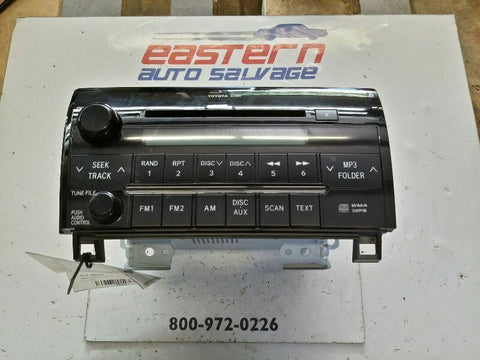 eastern
AUTO SALVAGE
TOYOTA
SEEK
TRACK
RAND
1
RPT
2
DISC
3
DISC
4
5
6
MP3
FOLDER
TUNE·FILE
PUSH
AUDIO
CONTROL
FM1
FM2
AM
DISC
AUX
SCAN
TEXT
WMA
MP3
800-972-0226